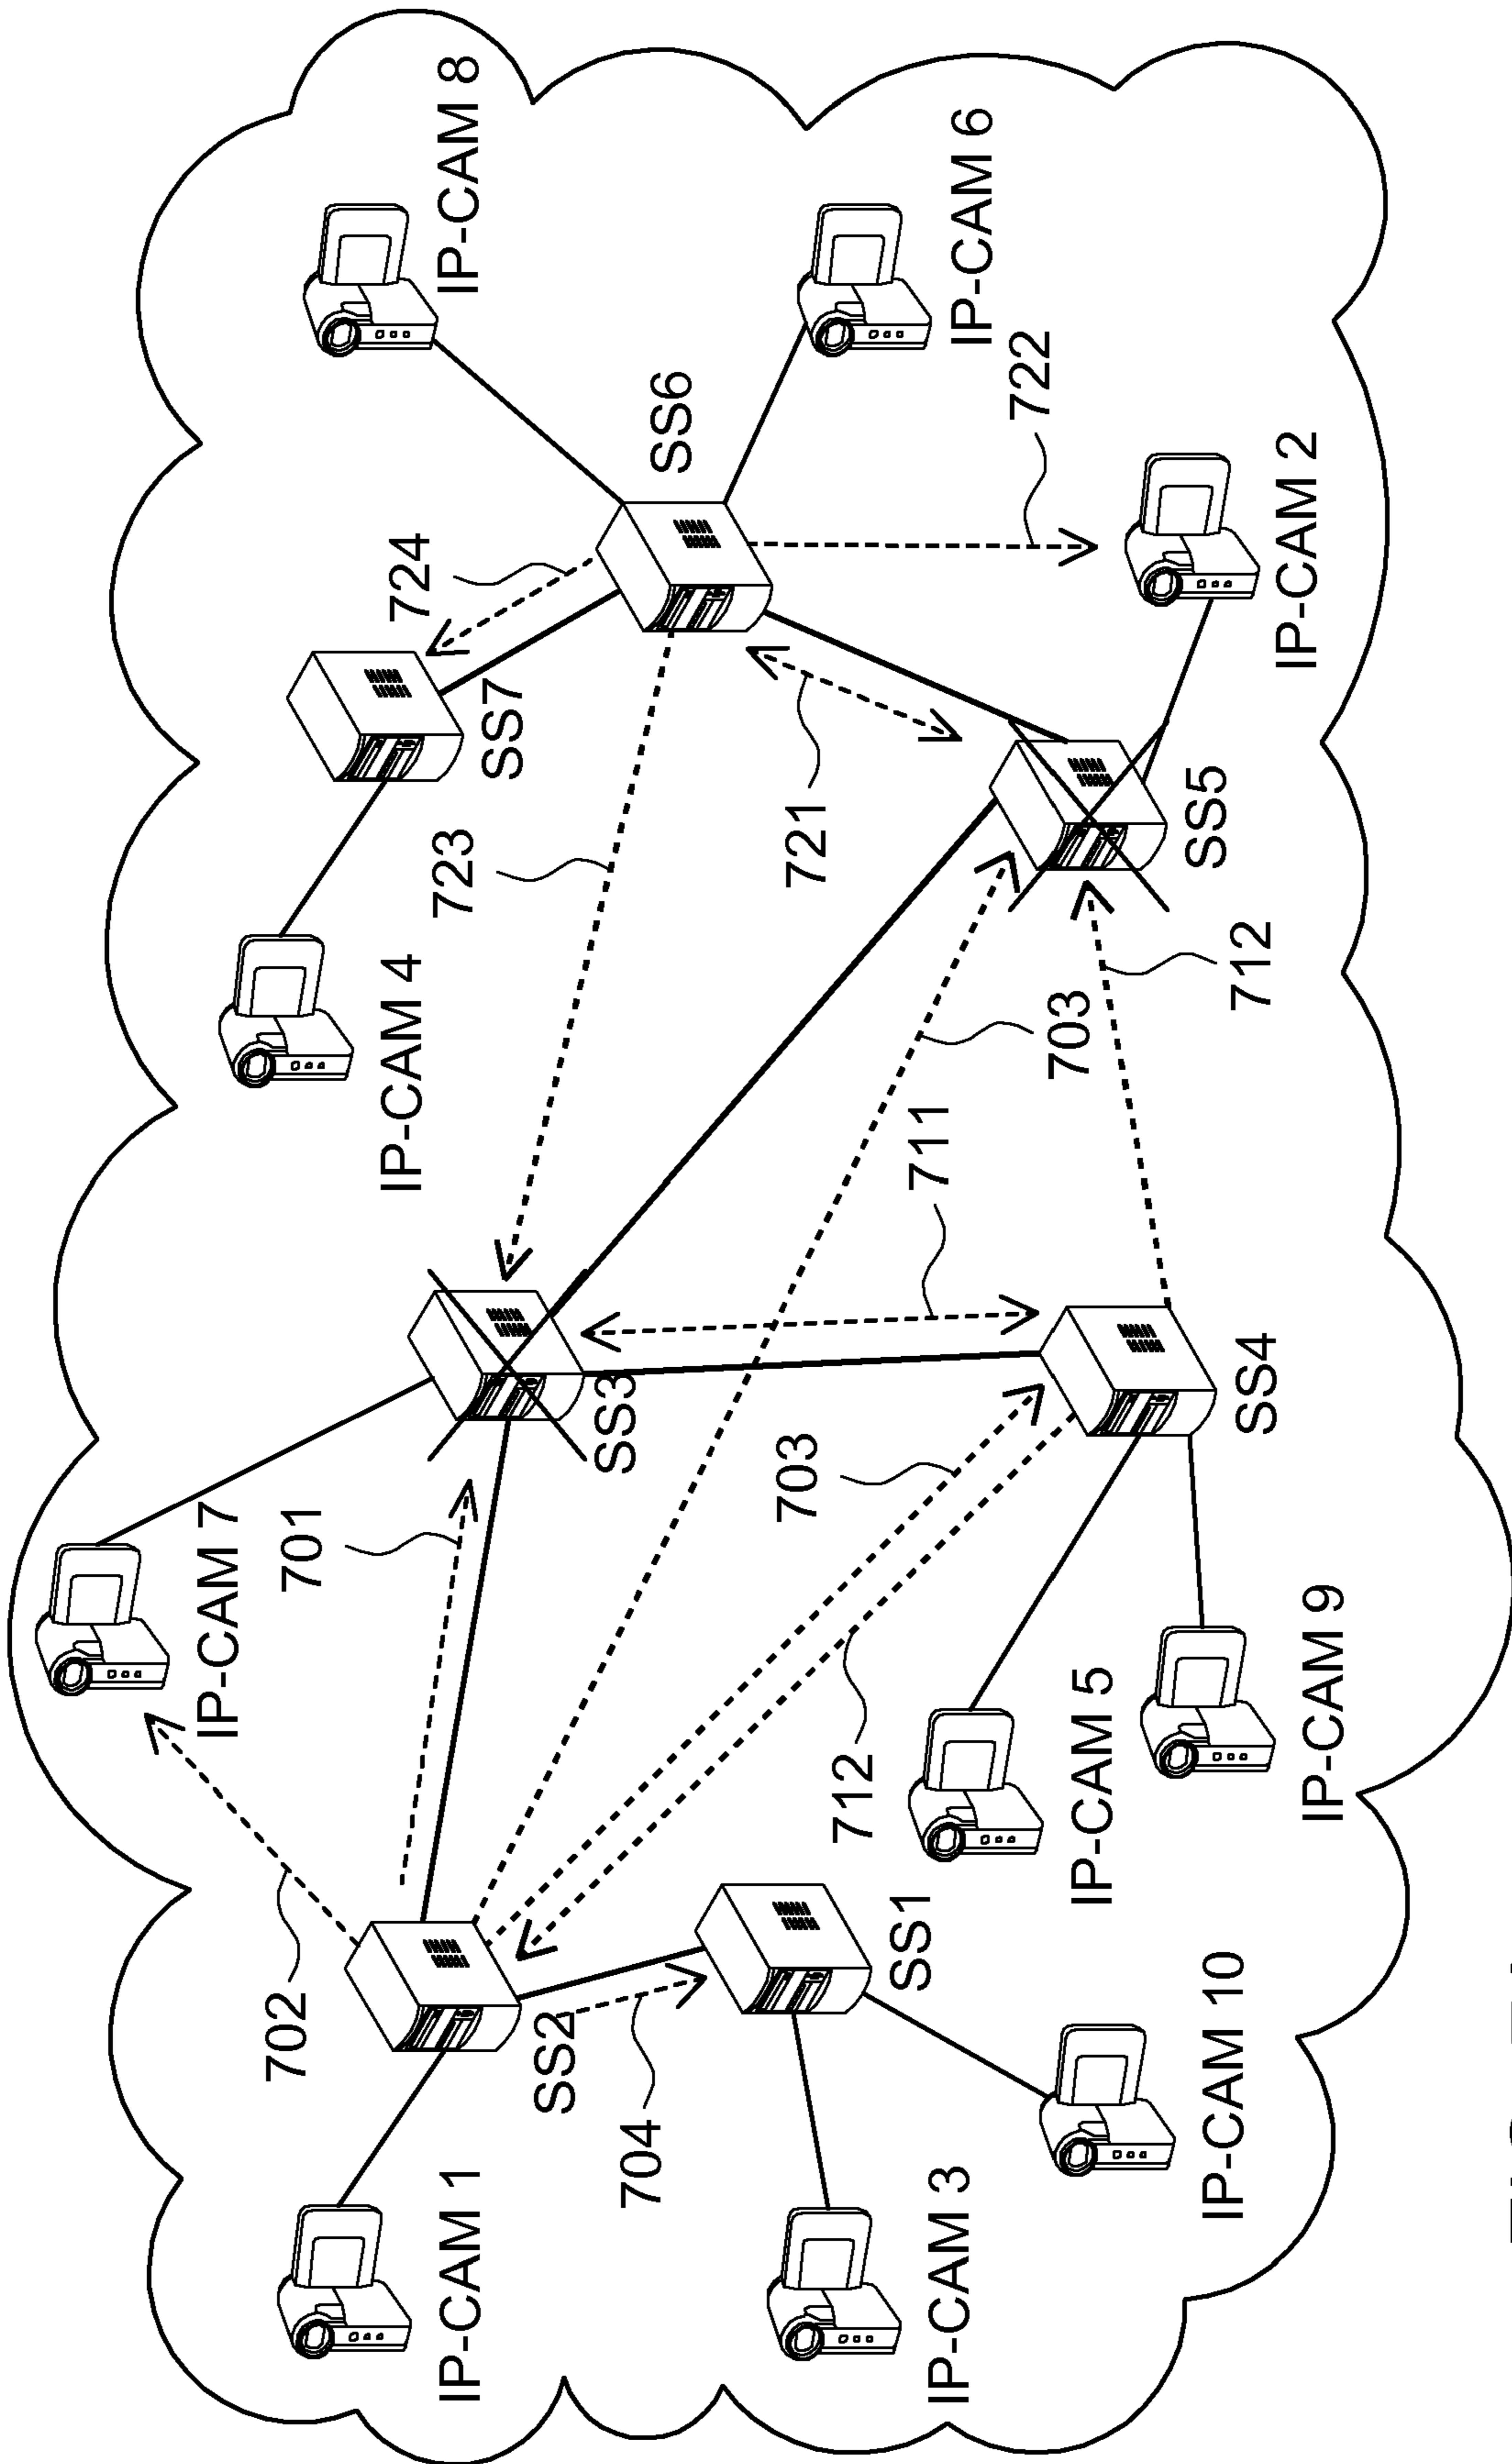 IP-CAM 7
702
701
IP-CAM 4
724
723
IP-CAM 8
IP-CAM 1
SS7
SS2
SS3
704
SS6
703
721
712
SS1
711
IP-CAM 3
IP-CAM 6
722
703
IP-CAM 5
SS5
IP-CAM 10
712
SS4
IP-CAM 2
IP-CAM 9